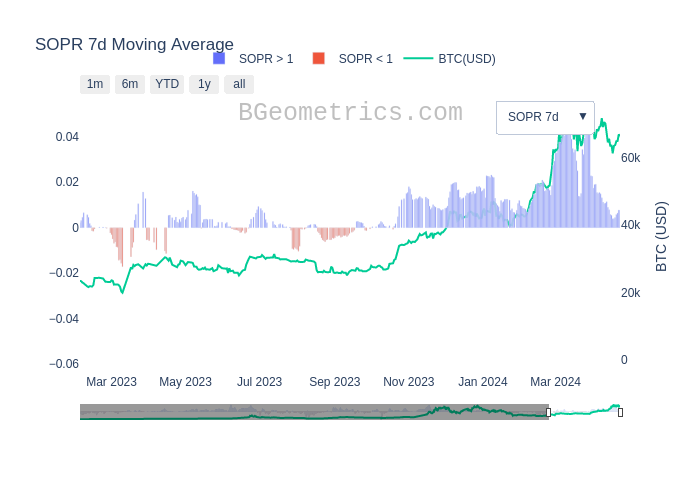 SOPR 7d Moving Average
SOPR > 1
SOPR < 1
BTC(USD)
1m 6m YTD 1y all
BGeometrics.com
SOPR 7d ▼
0.04
0.02
0
−0.02
−0.04
−0.06
60k
40k
20k
0
BTC (USD)
Mar 2023 May 2023 Jul 2023 Sep 2023 Nov 2023 Jan 2024 Mar 2024